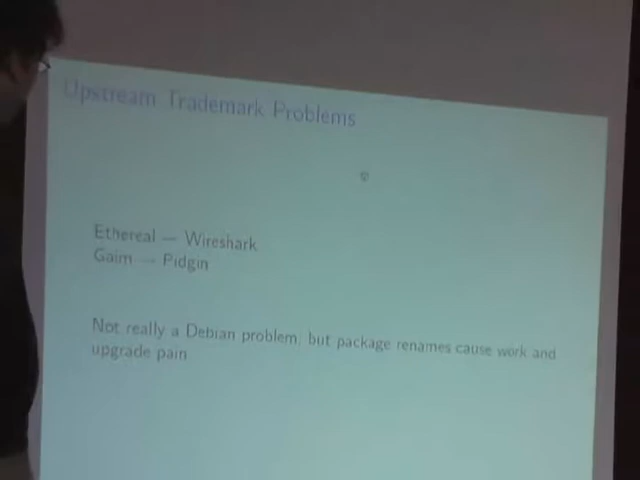 Upstream Trademark Problems
Ethereal — Wireshark
Gaim — Pidgin
Not really a Debian problem, but package renames cause work and
upgrade pain